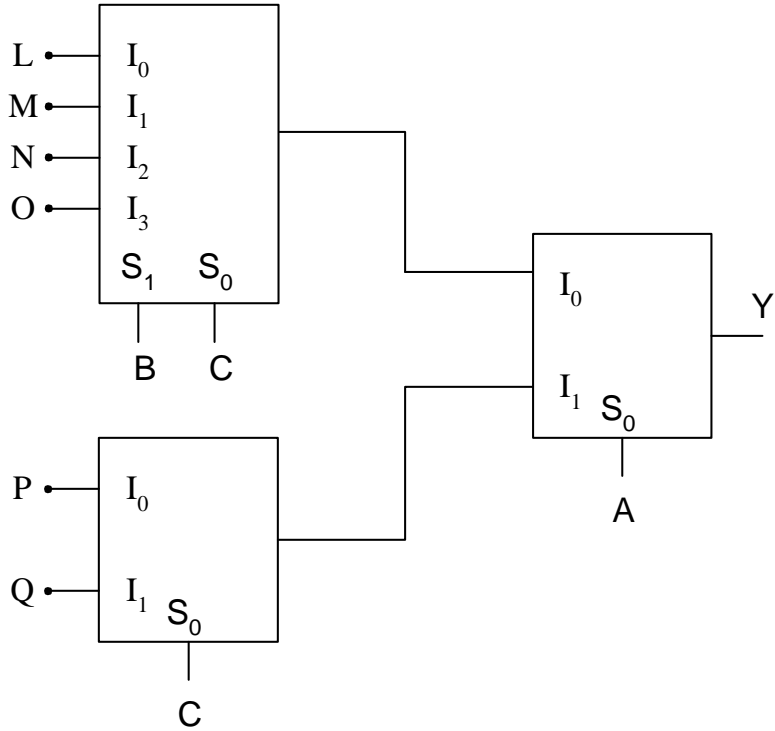 L I₀
M I₁
N I₂
O I₃
S₁ S₀
B C
I₀
Y
I₁
S₀
A
P I₀
Q I₁
S₀
C